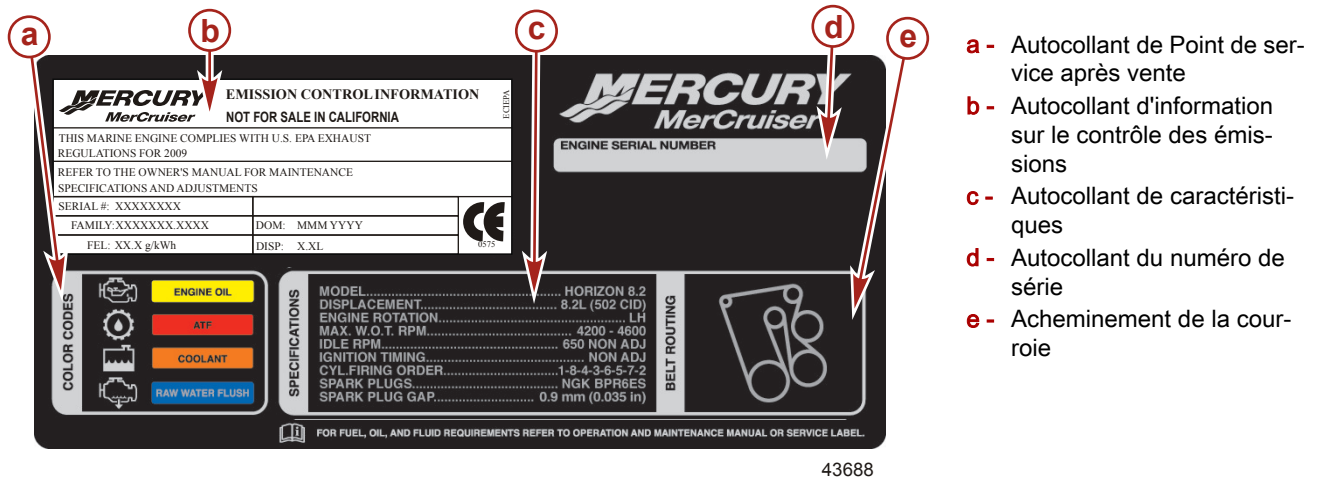 a
b
c
d
e
MERCURY
MerCruiser
EMISSION CONTROL INFORMATION
NOT FOR SALE IN CALIFORNIA
ECIEPA
THIS MARINE ENGINE COMPLIES WITH U.S. EPA EXHAUST
REGULATIONS FOR 2009
REFER TO THE OWNER'S MANUAL FOR MAINTENANCE
SPECIFICATIONS AND ADJUSTMENTS
SERIAL #: XXXXXXXX
FAMILY:XXXXXXX.XXXX
DOM: MMM YYYY
FEL: XX.X g/kWh
DISP: X.XL
CE
0575
MERCURY
MerCruiser
ENGINE SERIAL NUMBER
COLOR CODES
ENGINE OIL
ATF
COOLANT
RAW WATER FLUSH
SPECIFICATIONS
MODEL.................................................. HORIZON 8.2
DISPLACEMENT.................................. 8.2L (502 CID)
ENGINE ROTATION................................................LH
MAX. W.O.T. RPM................................... 4200 - 4600
IDLE RPM............................................ 650 NON ADJ
IGNITION TIMING........................................ NON ADJ
CYL.FIRING ORDER...........................1-8-4-3-6-5-7-2
SPARK PLUGS....................................... NGK BPR6ES
SPARK PLUG GAP......................... 0.9 mm (0.035 in)
BELT ROUTING
FOR FUEL, OIL, AND FLUID REQUIREMENTS REFER TO OPERATION AND MAINTENANCE MANUAL OR SERVICE LABEL.
43688
a - Autocollant de Point de ser-
vice après vente
b - Autocollant d'information
sur le contrôle des émis-
sions
c - Autocollant de caractéristi-
ques
d - Autocollant du numéro de
série
e - Acheminement de la cour-
roie